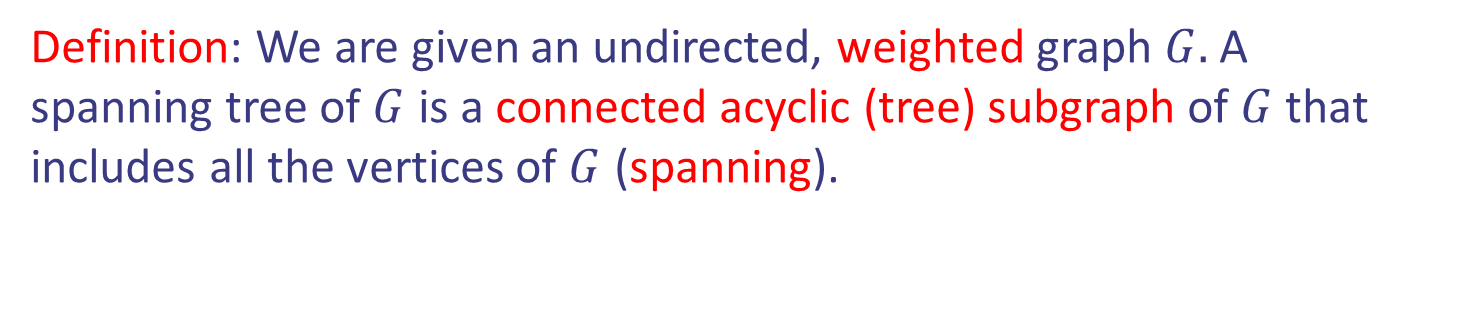 Definition: We are given an undirected, weighted graph G. A
spanning tree of G is a connected acyclic (tree) subgraph of G that
includes all the vertices of G (spanning).